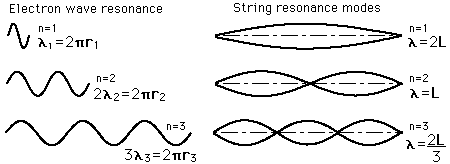 Electron wave resonance
n=1
λ₁=2πr₁
n=2
2λ₂=2πr₂
n=3
3λ₃=2πr₃
String resonance modes
n=1
λ=2L
n=2
λ=L
n=3
λ=2L
3